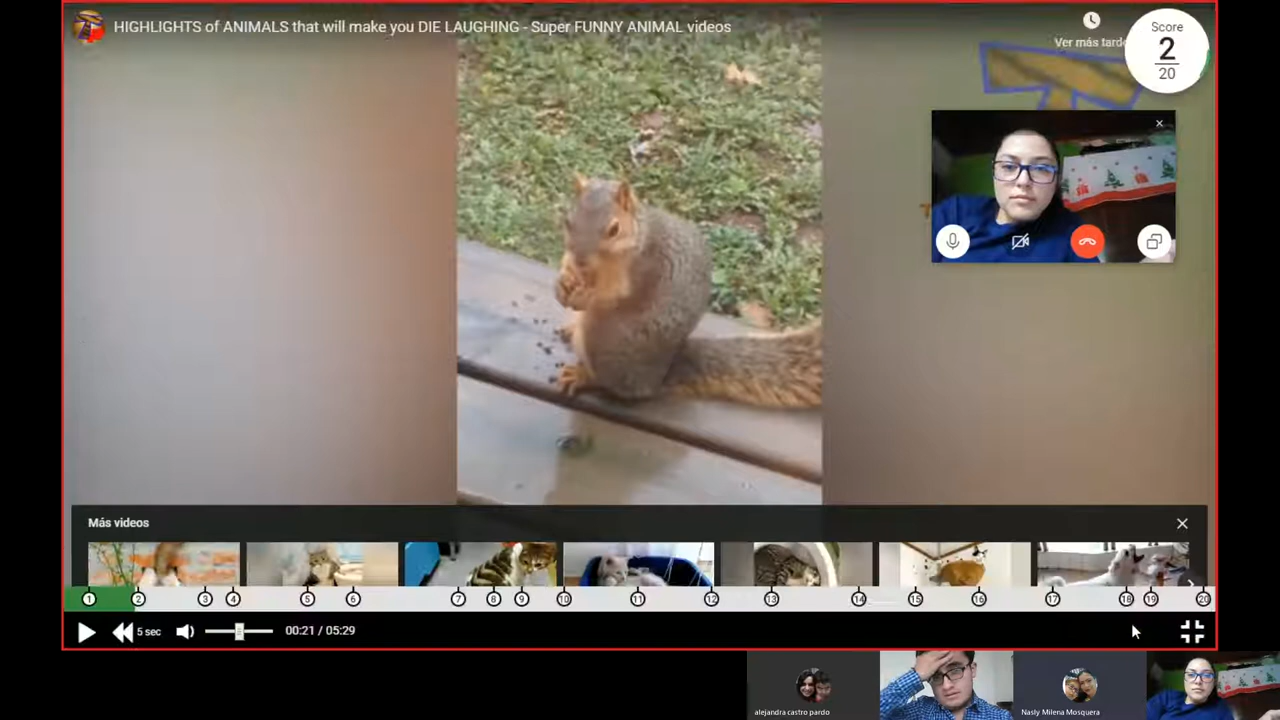 HIGHLIGHTS of ANIMALS that will make you DIE LAUGHING - Super FUNNY ANIMAL videos
Ver más tarde
Score
2
20
Más videos
1 2 3 4 5 6 7 8 9 10 11 12 13 14 15 16 17 18 19 20
5 sec
00:21 / 05:29
alejandra castro pardo
Nasly Milena Mosquera